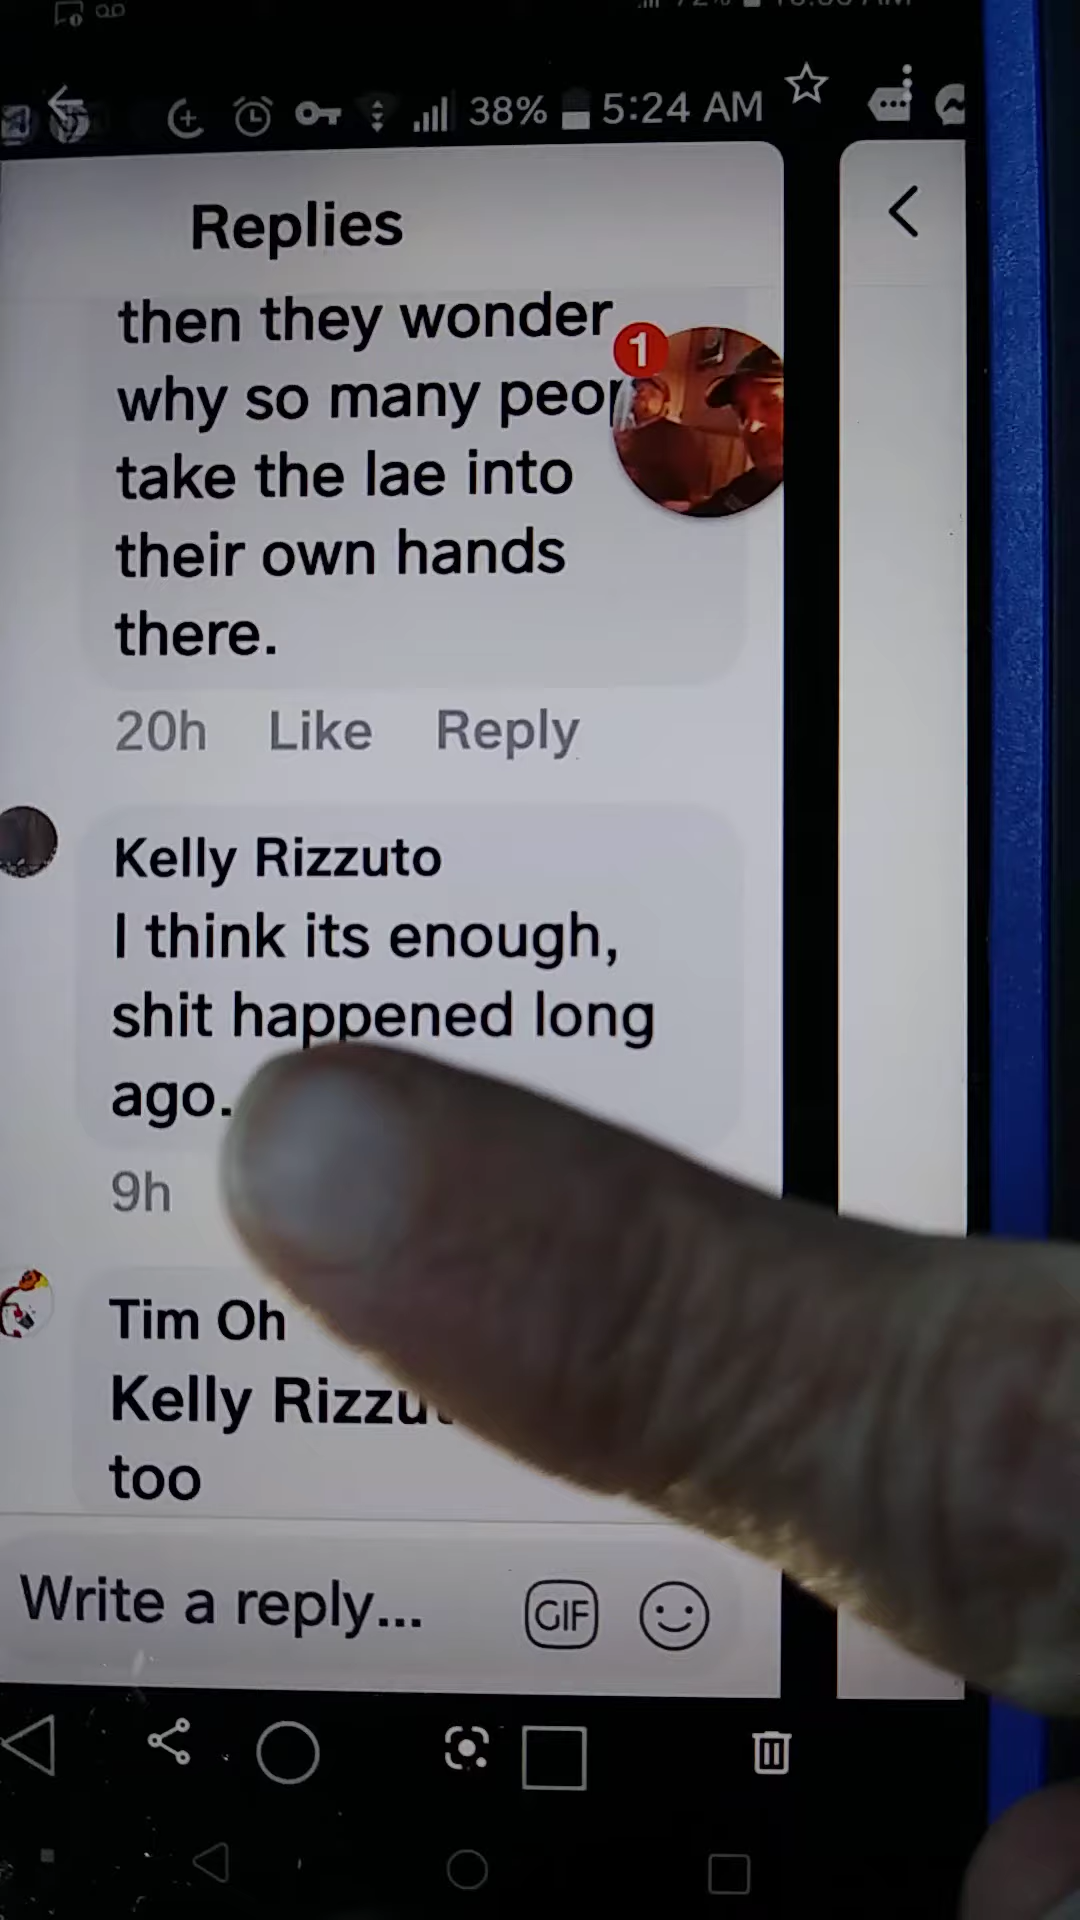 38% 5:24 AM
Replies
then they wonder
why so many
take the lae into
their own hands
there.
1
20h Like Reply
Kelly Rizzuto
I think its enough,
shit happened long
ago.
9h
Tim Oh
Kelly
too
Write a reply...
GIF